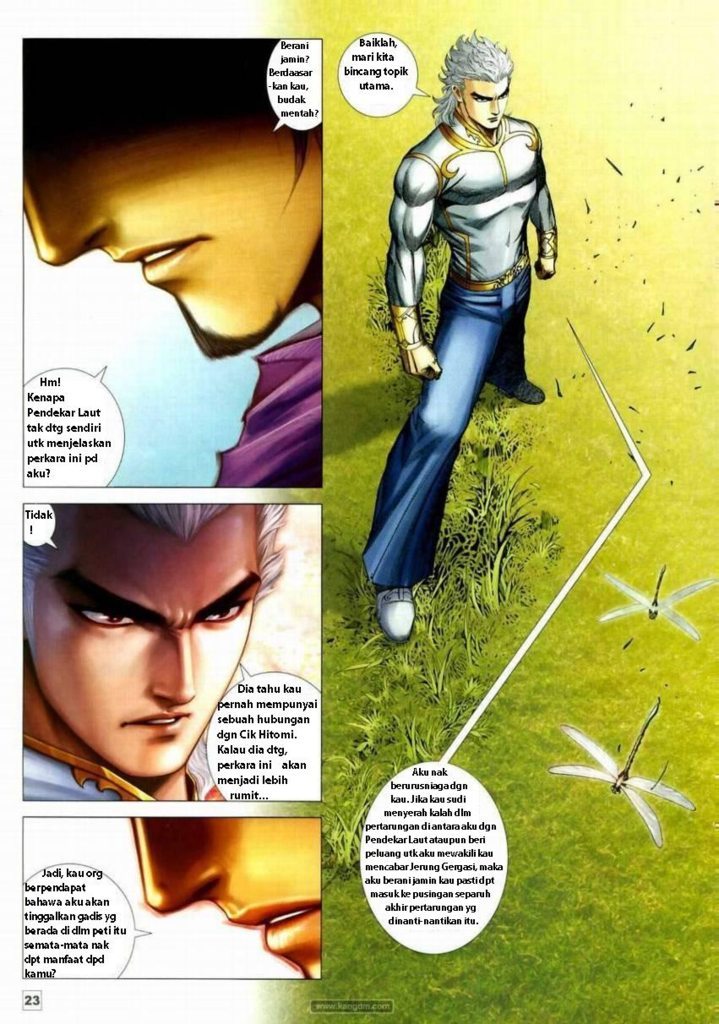 Baiklah,
mari kita
bincang topik
utama.
Aku nak
berurusniaga dgn
kau. Jika kau sudi
menyerah kalah dlm
pertarungan di antara aku dgn
Pendekar Laut ataupun beri
peluang utk aku mewakili kau
mencabar Jerung Gergasi, maka
aku berani jamin kau pasti dpt
masuk ke pusingan separuh
akhir pertarungan yg
dinanti-nantikan itu.
Berani
jamin?
Berdaasar
-kan kau,
budak
mentah?
Hm!
Kenapa
Pendekar Laut
tak dtg sendiri
utk menjelaskan
perkara ini pd
aku?
Tidak
!
Dia tahu kau
pernah mempunyai
sebuah hubungan
dgn Cik Hitomi.
Kalau dia dtg,
perkara ini akan
menjadi lebih
rumit...
Jadi, kau org
berpendapat
bahawa aku akan
tinggalkan gadis yg
berada di dlm peti itu
semata-mata nak
dpt manfaat dpd
kamu?
23
www.kangdm.com